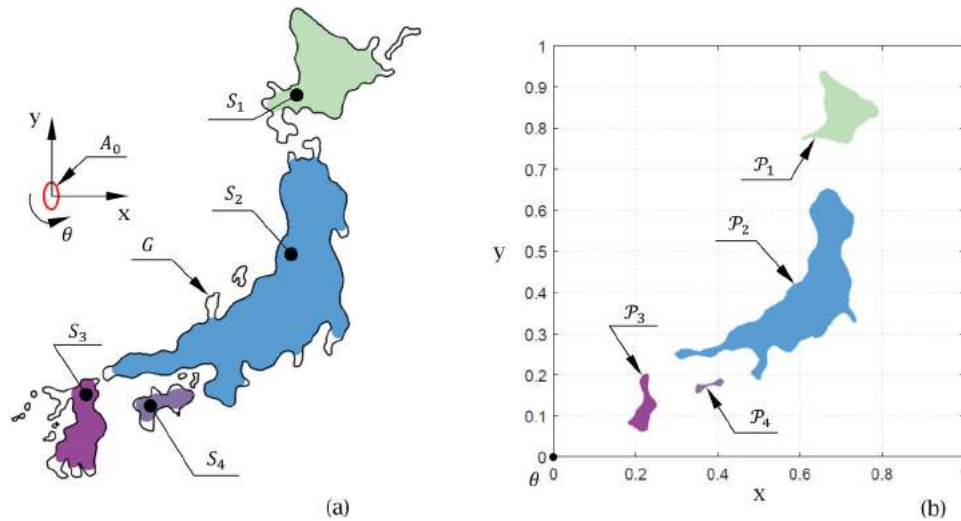 S₁
y
A₀
x
θ
S₂
G
S₃
S₄
(a)
1
0.9
0.8
0.7
0.6
0.5
0.4
0.3
0.2
0.1
0
y
𝒫₁
𝒫₂
𝒫₃
𝒫₄
θ
0 0.2 0.4 0.6 0.8 1
x
(b)